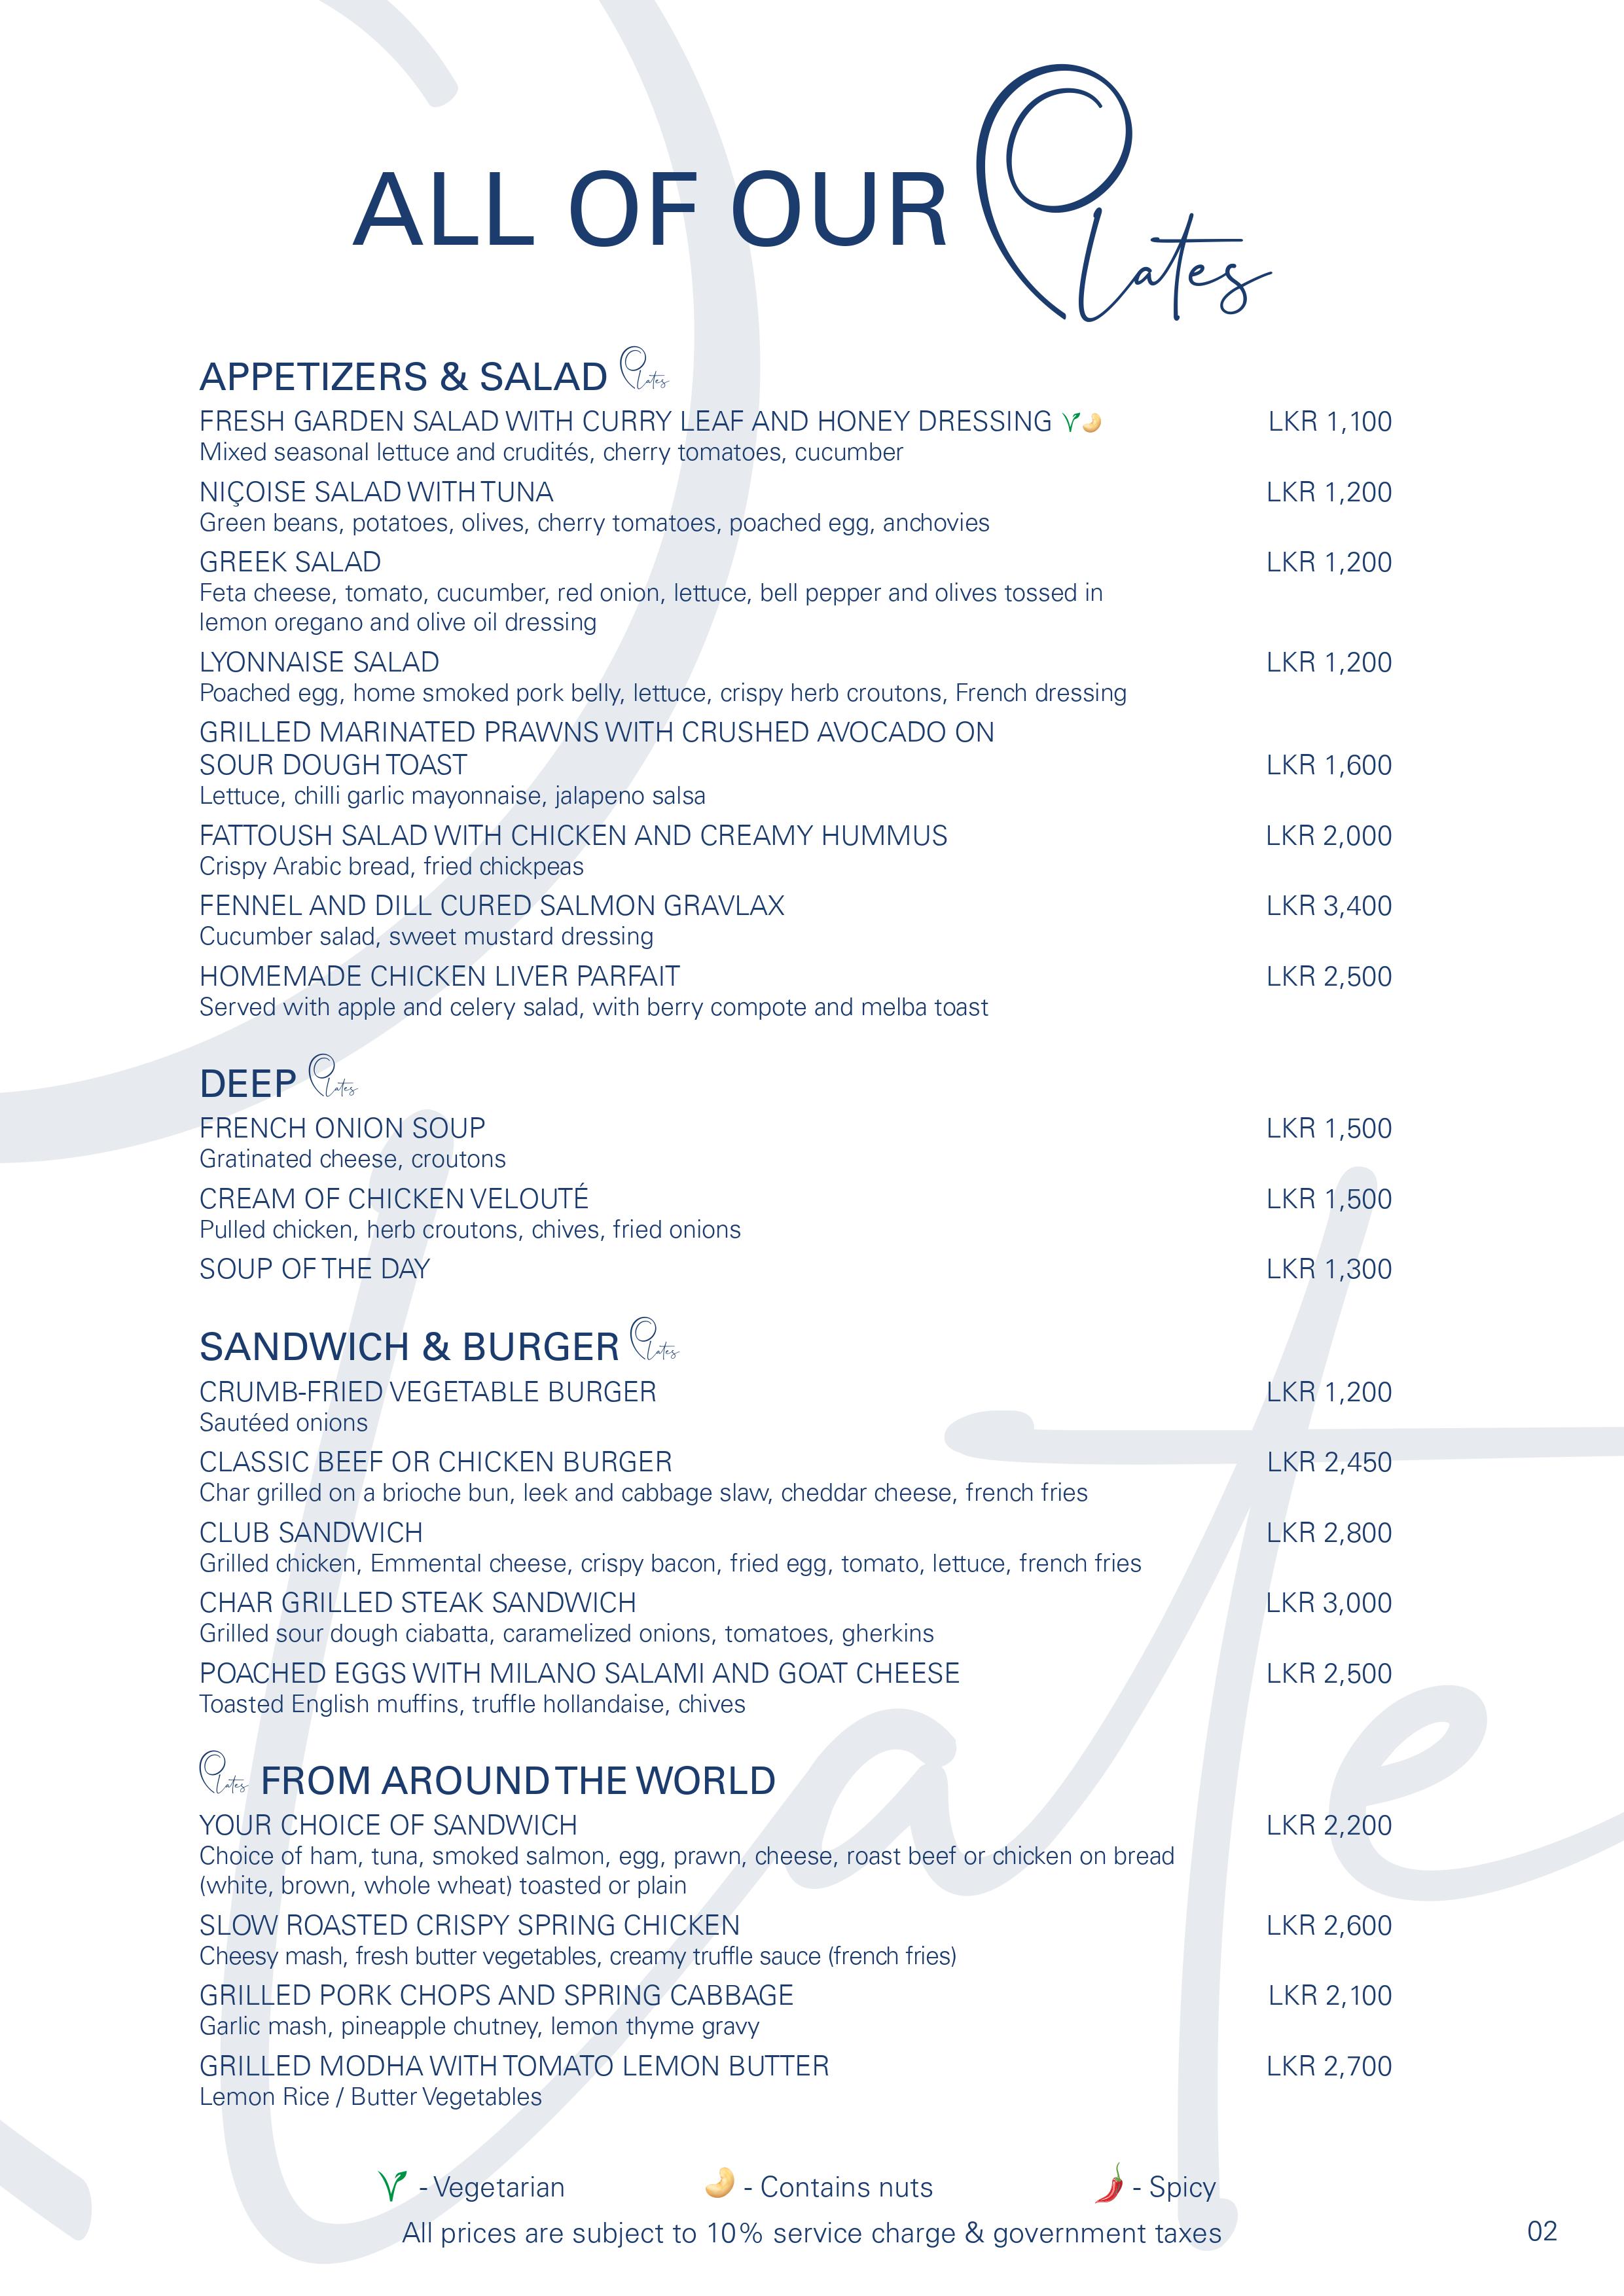 ALL OF OUR Plates
APPETIZERS & SALAD Plates
FRESH GARDEN SALAD WITH CURRY LEAF AND HONEY DRESSING LKR 1,100
Mixed seasonal lettuce and crudités, cherry tomatoes, cucumber
NIÇOISE SALAD WITH TUNA LKR 1,200
Green beans, potatoes, olives, cherry tomatoes, poached egg, anchovies
GREEK SALAD LKR 1,200
Feta cheese, tomato, cucumber, red onion, lettuce, bell pepper and olives tossed in
lemon oregano and olive oil dressing
LYONNAISE SALAD LKR 1,200
Poached egg, home smoked pork belly, lettuce, crispy herb croutons, French dressing
GRILLED MARINATED PRAWNS WITH CRUSHED AVOCADO ON
SOUR DOUGH TOAST LKR 1,600
Lettuce, chilli garlic mayonnaise, jalapeno salsa
FATTOUSH SALAD WITH CHICKEN AND CREAMY HUMMUS LKR 2,000
Crispy Arabic bread, fried chickpeas
FENNEL AND DILL CURED SALMON GRAVLAX LKR 3,400
Cucumber salad, sweet mustard dressing
HOMEMADE CHICKEN LIVER PARFAIT LKR 2,500
Served with apple and celery salad, with berry compote and melba toast
DEEP Plates
FRENCH ONION SOUP LKR 1,500
Gratinated cheese, croutons
CREAM OF CHICKEN VELOUTÉ LKR 1,500
Pulled chicken, herb croutons, chives, fried onions
SOUP OF THE DAY LKR 1,300
SANDWICH & BURGER Plates
CRUMB-FRIED VEGETABLE BURGER LKR 1,200
Sautéed onions
CLASSIC BEEF OR CHICKEN BURGER LKR 2,450
Char grilled on a brioche bun, leek and cabbage slaw, cheddar cheese, french fries
CLUB SANDWICH LKR 2,800
Grilled chicken, Emmental cheese, crispy bacon, fried egg, tomato, lettuce, french fries
CHAR GRILLED STEAK SANDWICH LKR 3,000
Grilled sour dough ciabatta, caramelized onions, tomatoes, gherkins
POACHED EGGS WITH MILANO SALAMI AND GOAT CHEESE LKR 2,500
Toasted English muffins, truffle hollandaise, chives
Plates FROM AROUND THE WORLD
YOUR CHOICE OF SANDWICH LKR 2,200
Choice of ham, tuna, smoked salmon, egg, prawn, cheese, roast beef or chicken on bread
(white, brown, whole wheat) toasted or plain
SLOW ROASTED CRISPY SPRING CHICKEN LKR 2,600
Cheesy mash, fresh butter vegetables, creamy truffle sauce (french fries)
GRILLED PORK CHOPS AND SPRING CABBAGE LKR 2,100
Garlic mash, pineapple chutney, lemon thyme gravy
GRILLED MODHA WITH TOMATO LEMON BUTTER LKR 2,700
Lemon Rice / Butter Vegetables
- Vegetarian - Contains nuts - Spicy
All prices are subject to 10% service charge & government taxes
02